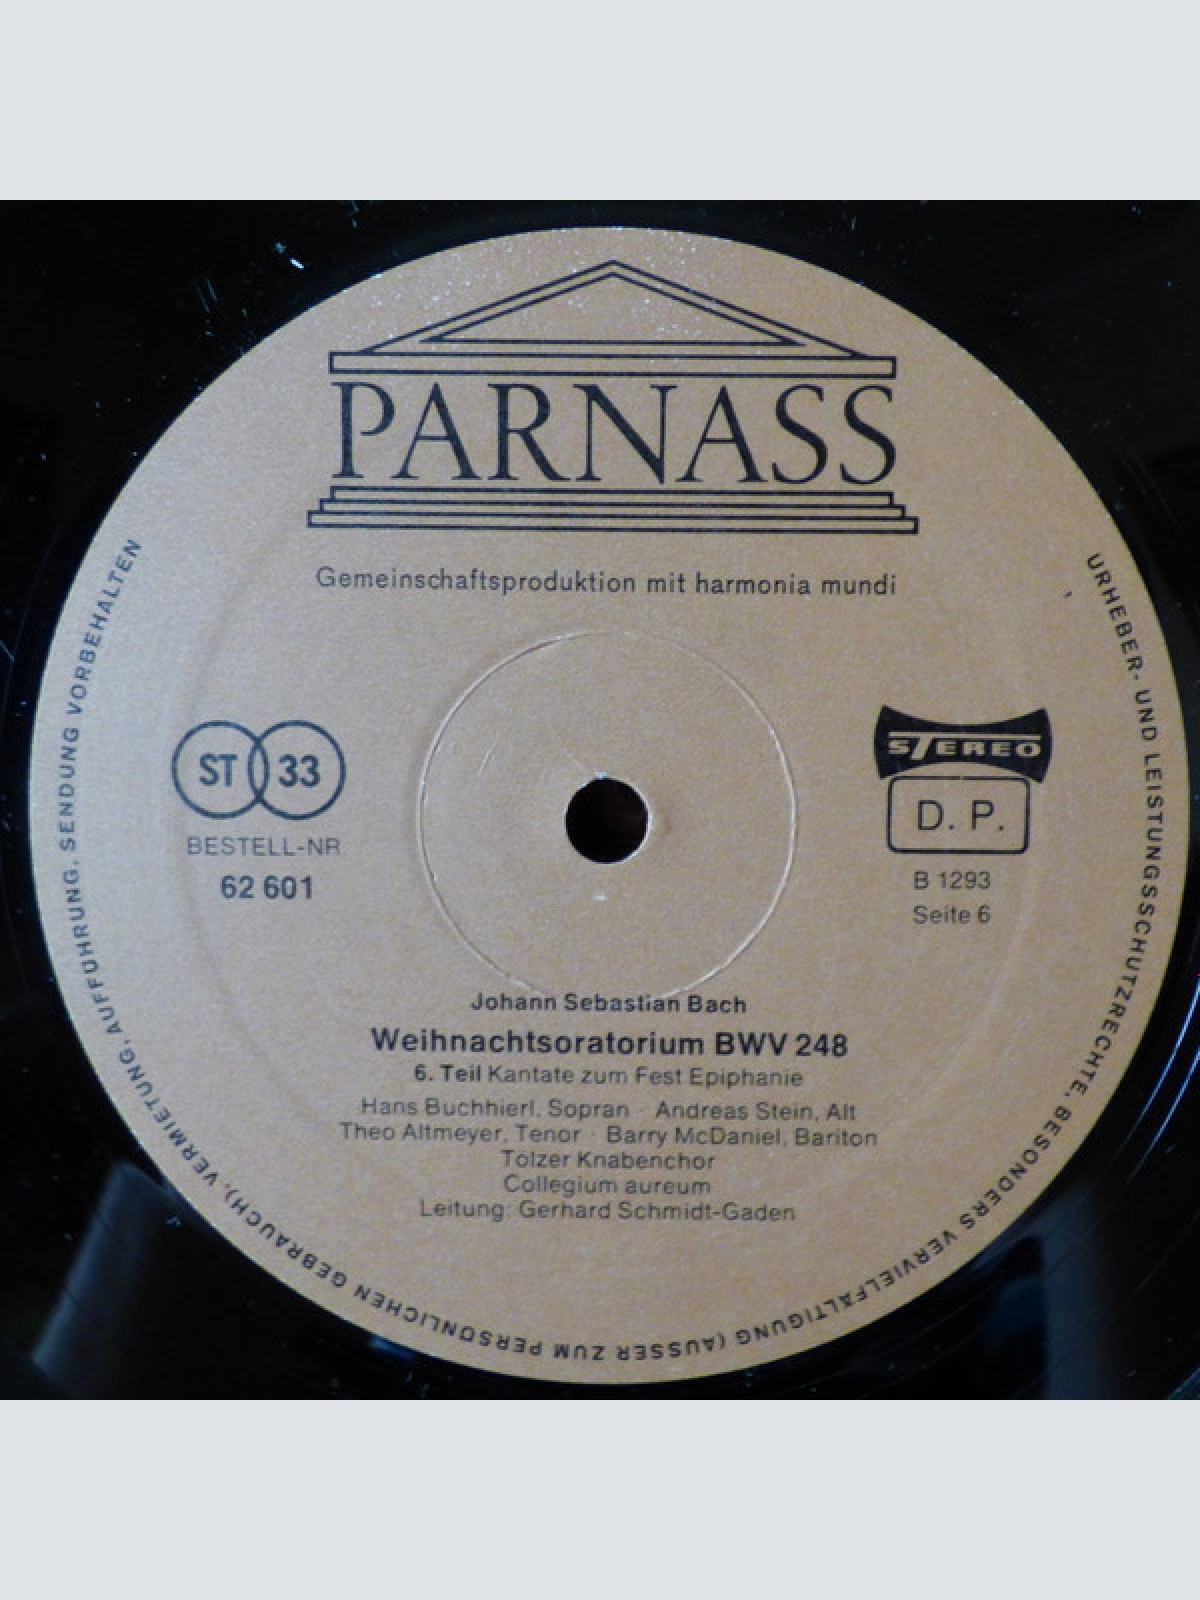 PARNASS
Gemeinschaftsproduktion mit harmonia mundi
ST 33
BESTELL-NR
62 601
STEREO
D. P.
B 1293
Seite 6
Johann Sebastian Bach
Weihnachtsoratorium BWV 248
6. Teil Kantate zum Fest Epiphanie
Hans Buchhierl, Sopran · Andreas Stein, Alt
Theo Altmeyer, Tenor · Barry McDaniel, Bariton
Tolzer Knabenchor
Collegium aureum
Leitung: Gerhard Schmidt-Gaden
URHEBER- UND LEISTUNGSSCHUTZRECHTE, BESONDERS VERVIELFÄLTIGUNG (AUSSER ZUM PERSÖNLICHEN GEBRAUCH), VERMIETUNG, AUFFÜHRUNG, SENDUNG VORBEHALTEN